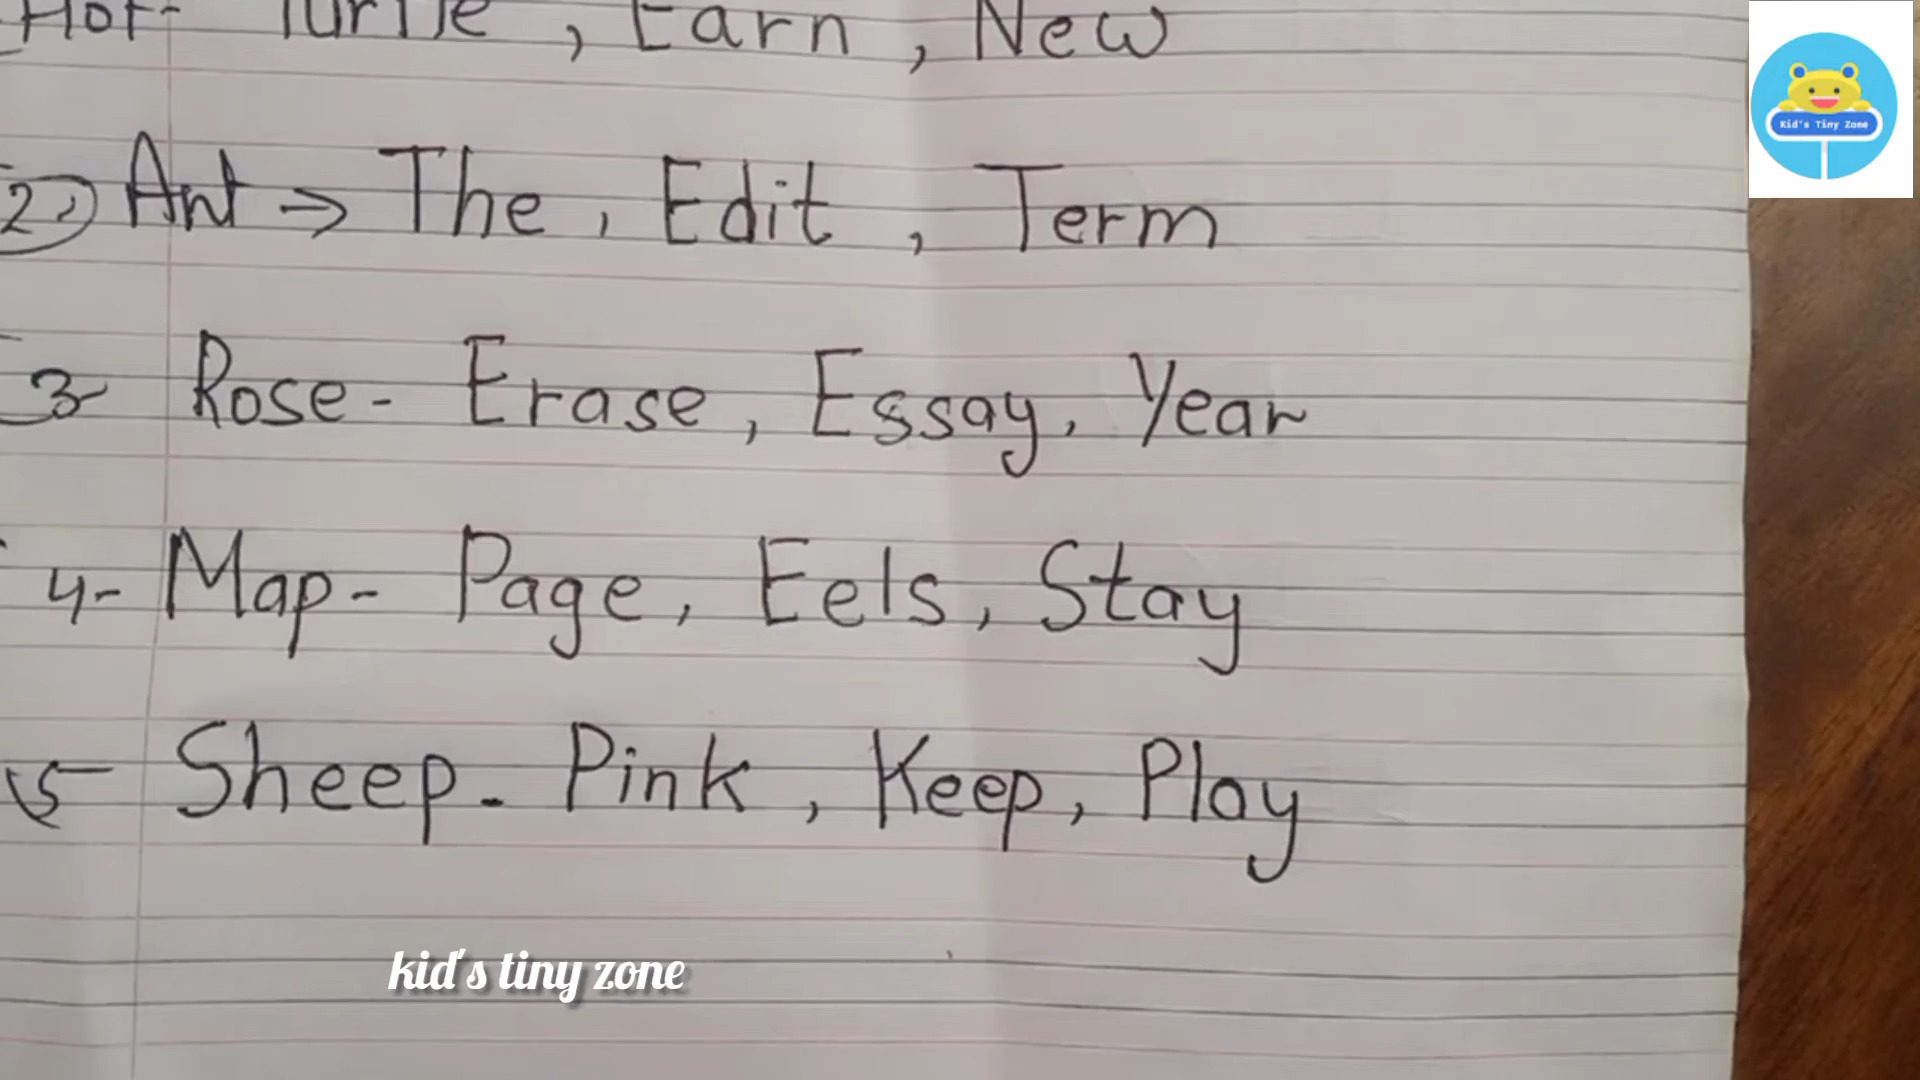 Hot- Turtle, Earn, New
Kid's Tiny Zone
2) Ant → The, Edit, Term
3- Rose- Erase, Essay, Year
4- Map- Page, Eels, Stay
5- Sheep- Pink, Keep, Play
kid's tiny zone